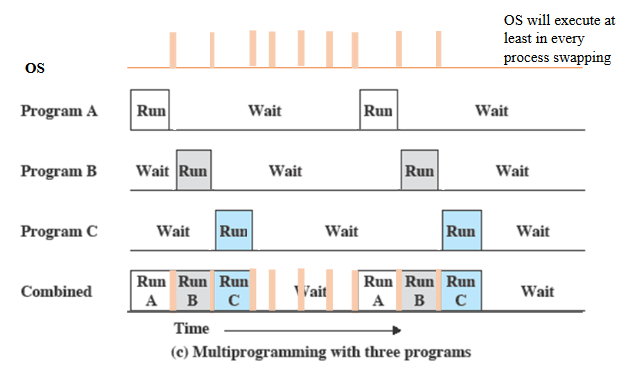 OS will execute at
least in every
process swapping
OS
Program A Run Wait Run Wait
Program B Wait Run Wait Run Wait
Program C Wait Run Wait Run Wait
Combined Run A Run B Run C Wait Run A Run B Run C Wait
Time
(c) Multiprogramming with three programs